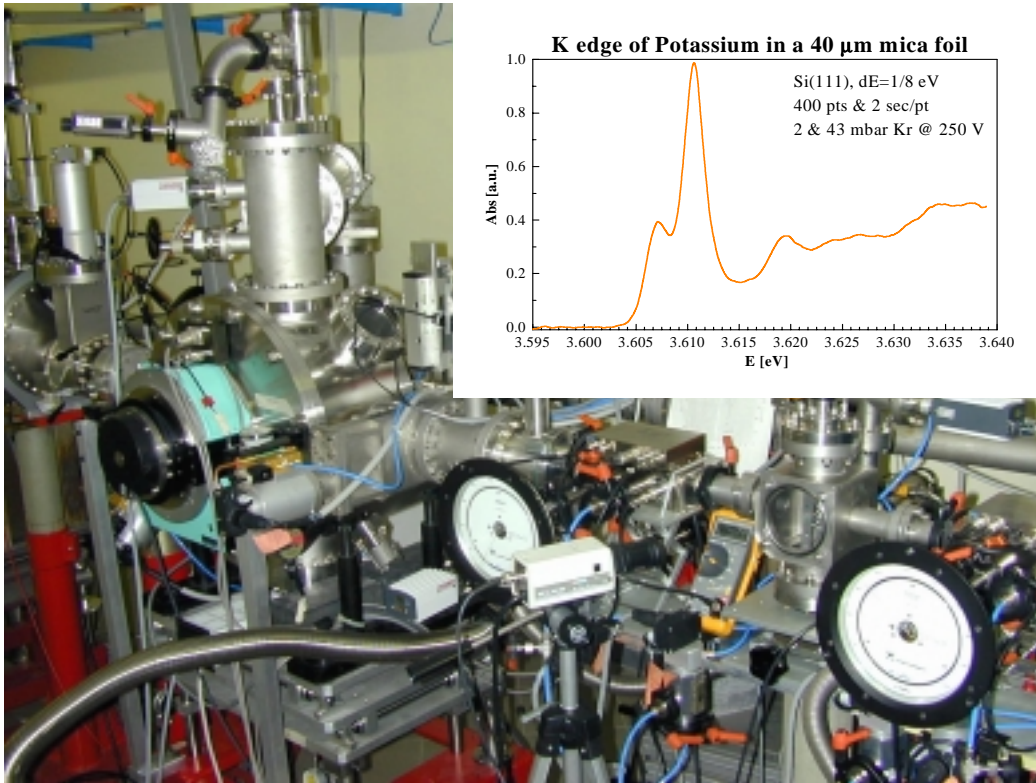 K edge of Potassium in a 40 µm mica foil
Si(111), dE=1/8 eV
400 pts & 2 sec/pt
2 & 43 mbar Kr @ 250 V
Abs [a.u.]
1.0
0.8
0.6
0.4
0.2
0.0
3.595 3.600 3.605 3.610 3.615 3.620 3.625 3.630 3.635 3.640
E [eV]